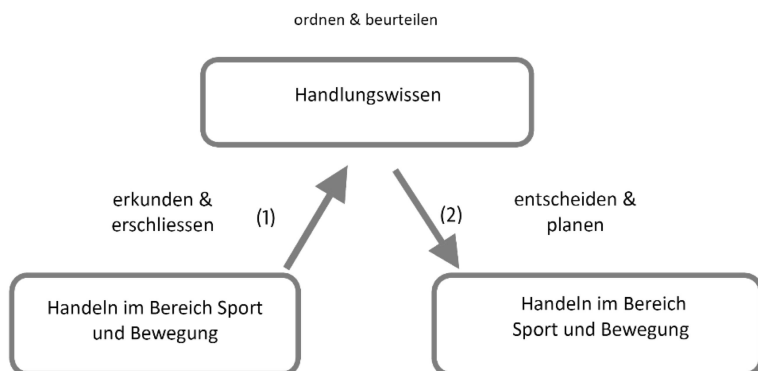 ordnen & beurteilen
Handlungswissen
erkunden &
erschliessen
(1)
(2)
entscheiden &
planen
Handeln im Bereich Sport
und Bewegung
Handeln im Bereich
Sport und Bewegung